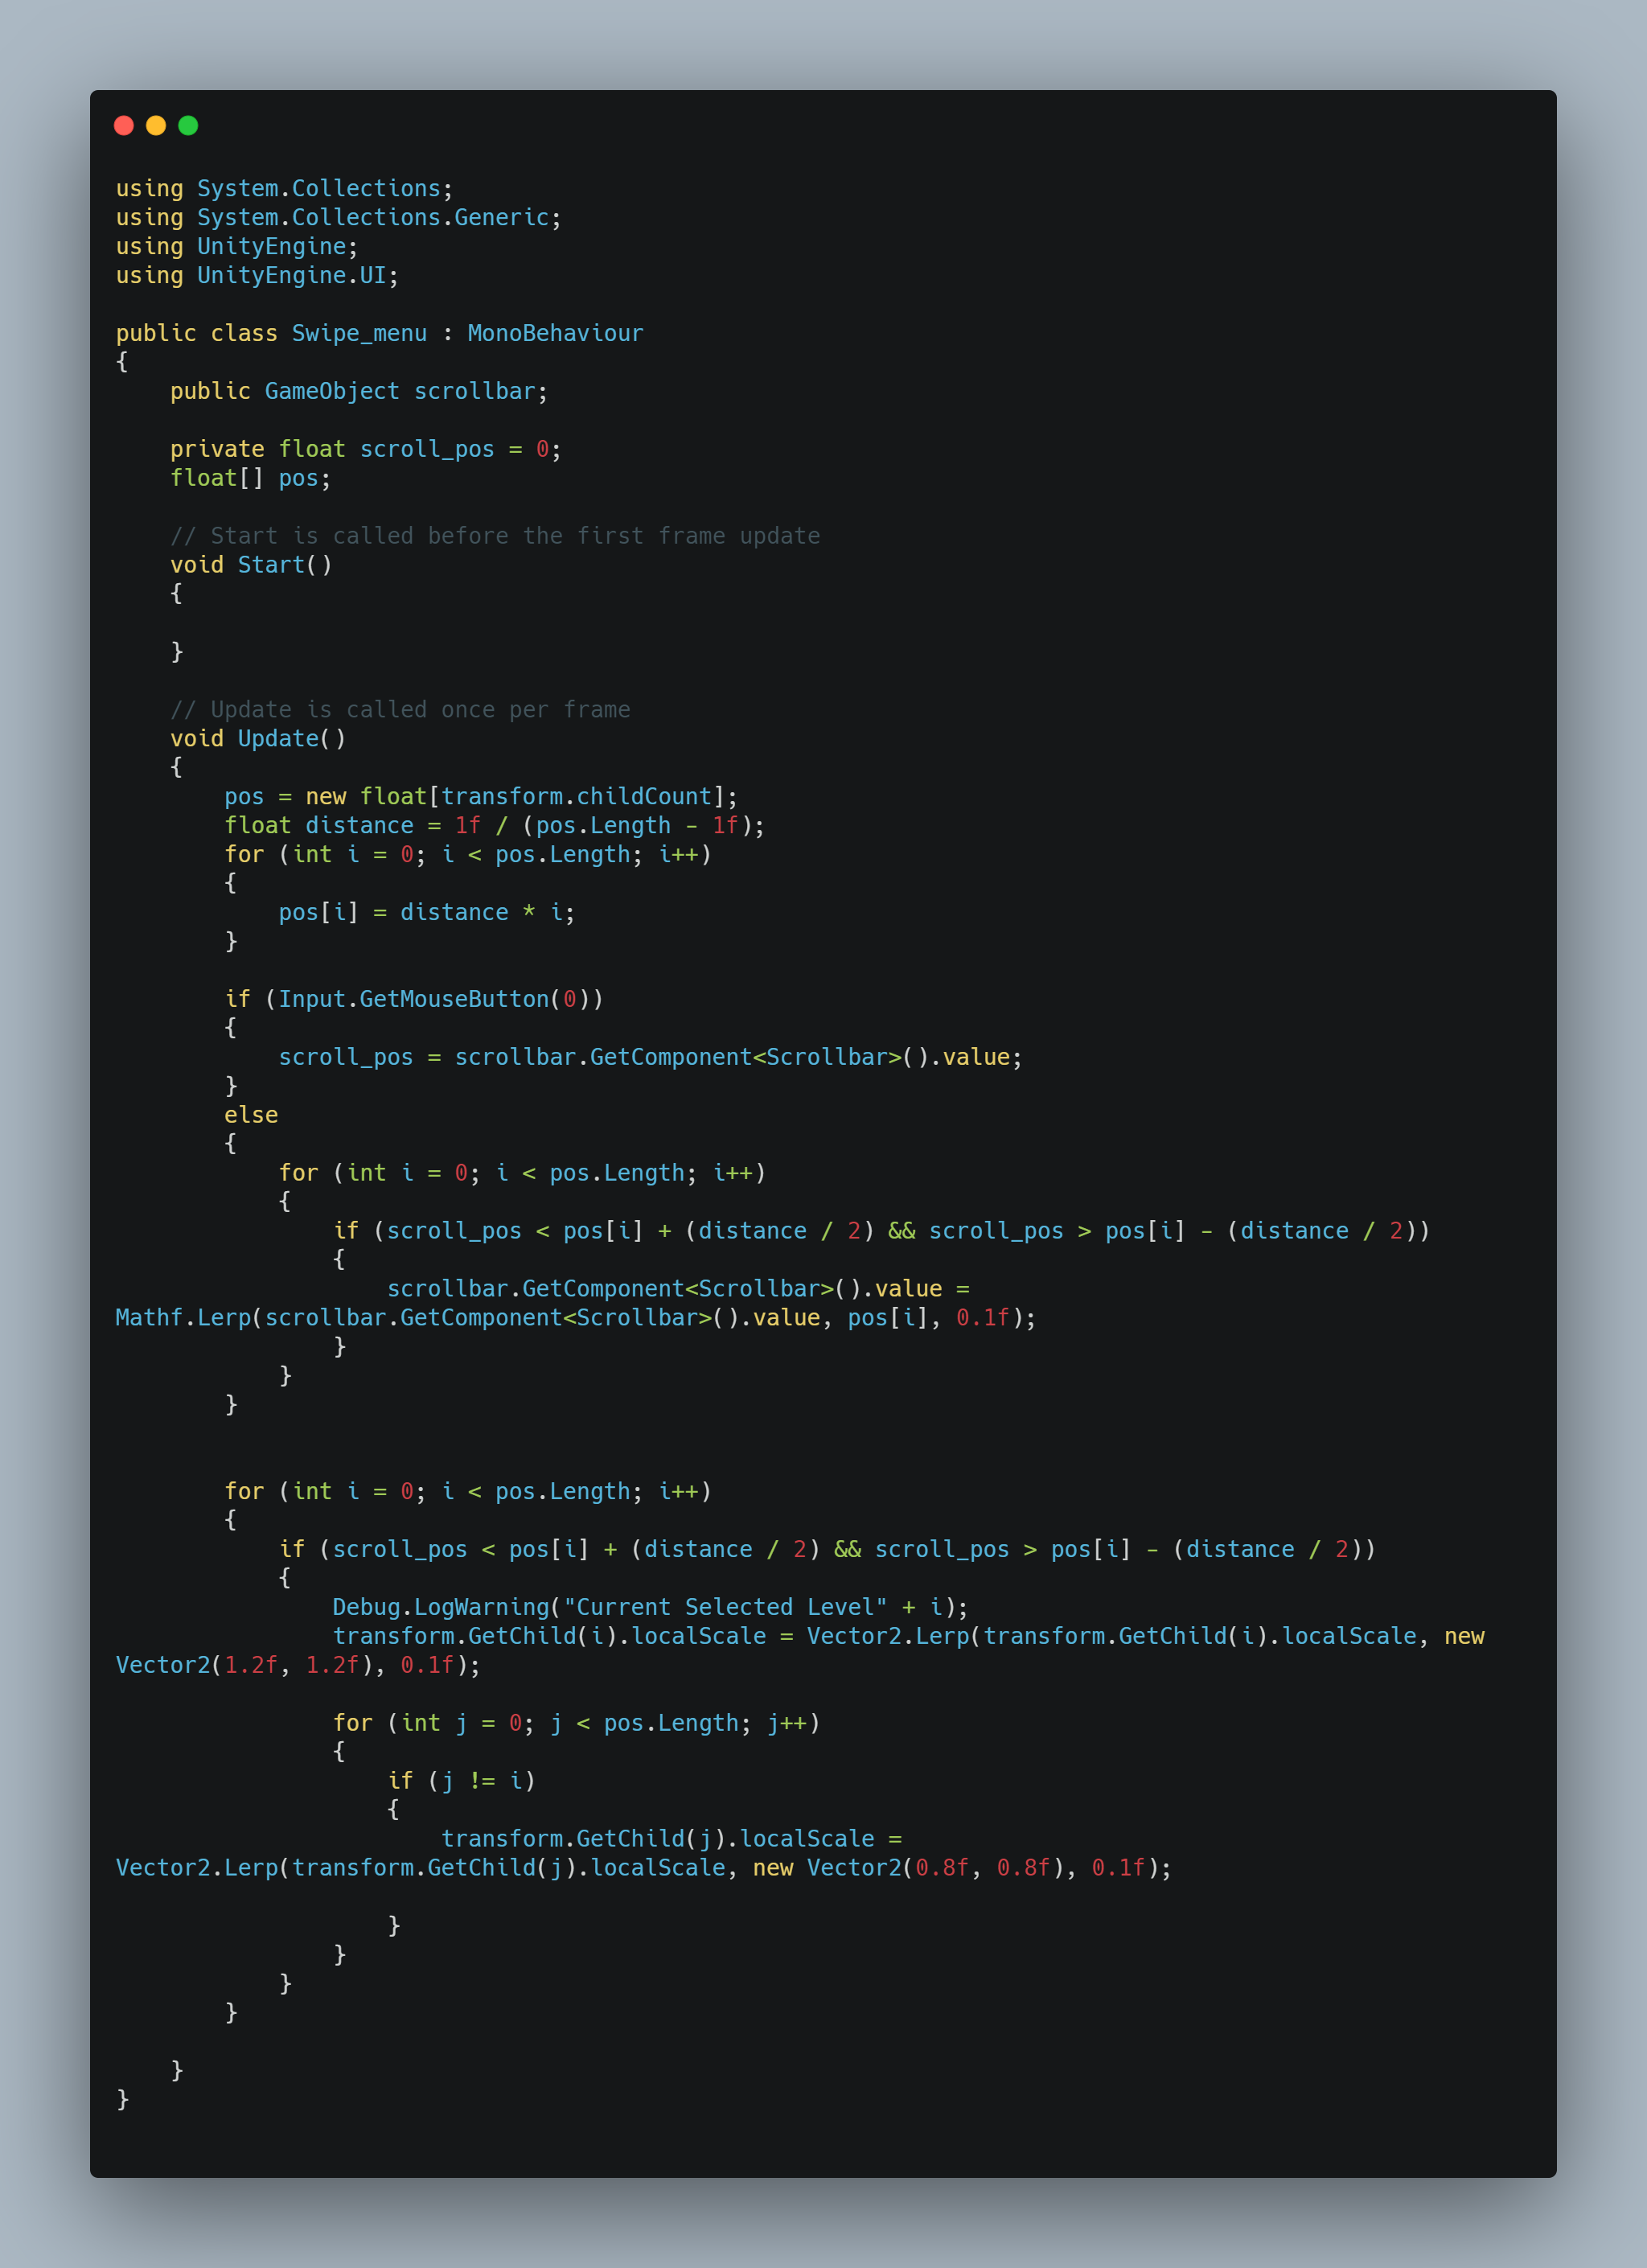 using System.Collections;
using System.Collections.Generic;
using UnityEngine;
using UnityEngine.UI;

public class Swipe_menu : MonoBehaviour
{
    public GameObject scrollbar;

    private float scroll_pos = 0;
    float[] pos;

    // Start is called before the first frame update
    void Start()
    {

    }

    // Update is called once per frame
    void Update()
    {
        pos = new float[transform.childCount];
        float distance = 1f / (pos.Length - 1f);
        for (int i = 0; i < pos.Length; i++)
        {
            pos[i] = distance * i;
        }

        if (Input.GetMouseButton(0))
        {
            scroll_pos = scrollbar.GetComponent<Scrollbar>().value;
        }
        else
        {
            for (int i = 0; i < pos.Length; i++)
            {
                if (scroll_pos < pos[i] + (distance / 2) && scroll_pos > pos[i] - (distance / 2))
                {
                    scrollbar.GetComponent<Scrollbar>().value =
Mathf.Lerp(scrollbar.GetComponent<Scrollbar>().value, pos[i], 0.1f);
                }
            }
        }


        for (int i = 0; i < pos.Length; i++)
        {
            if (scroll_pos < pos[i] + (distance / 2) && scroll_pos > pos[i] - (distance / 2))
            {
                Debug.LogWarning("Current Selected Level" + i);
                transform.GetChild(i).localScale = Vector2.Lerp(transform.GetChild(i).localScale, new
Vector2(1.2f, 1.2f), 0.1f);

                for (int j = 0; j < pos.Length; j++)
                {
                    if (j != i)
                    {
                        transform.GetChild(j).localScale =
Vector2.Lerp(transform.GetChild(j).localScale, new Vector2(0.8f, 0.8f), 0.1f);

                    }
                }
            }
        }

    }
}